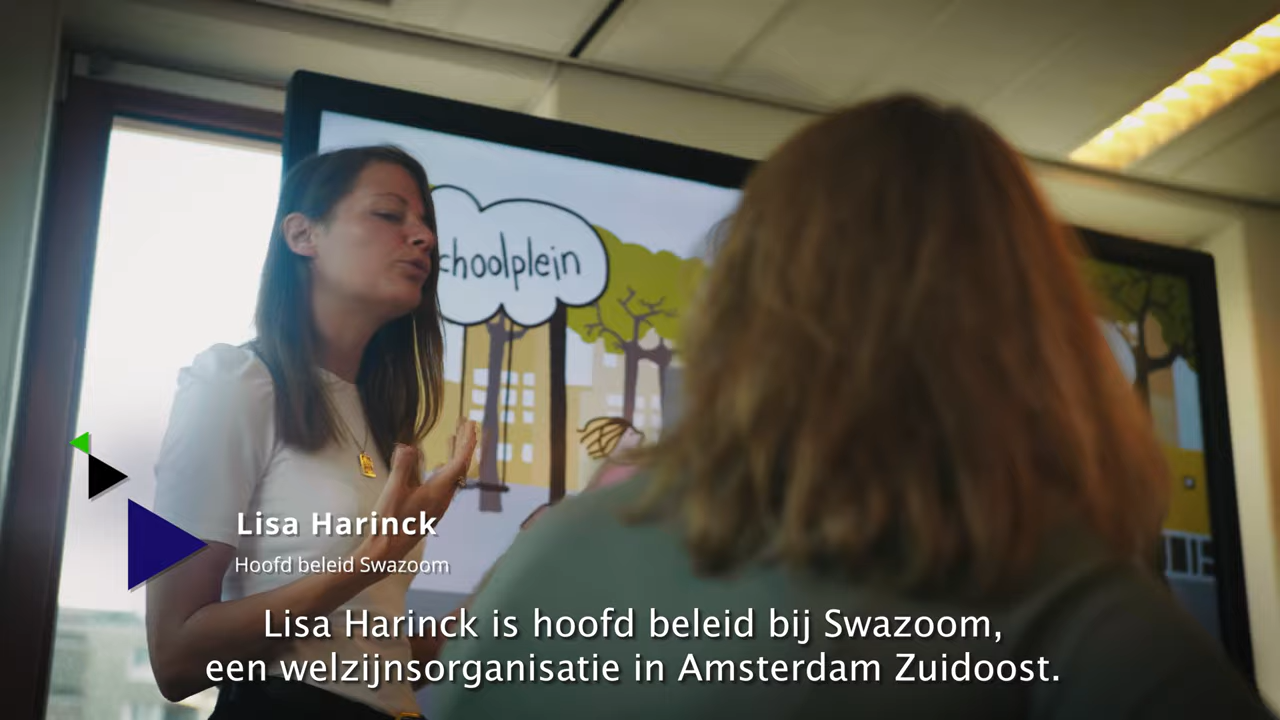 choolplein
Lisa Harinck
Hoofd beleid Swazoom
Lisa Harinck is hoofd beleid bij Swazoom,
een welzijnsorganisatie in Amsterdam Zuidoost.